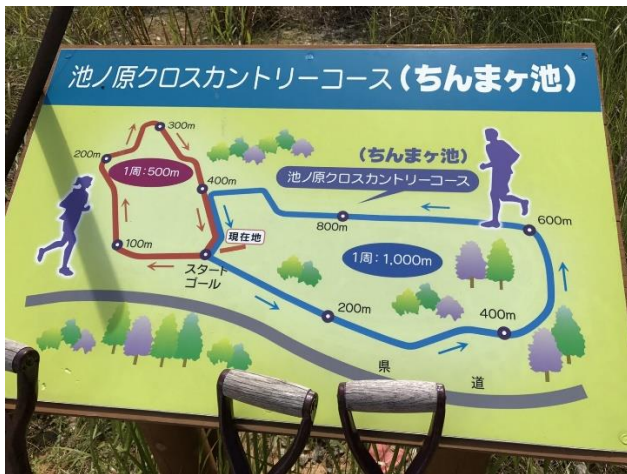 池ノ原クロスカントリーコース(ちんまヶ池)
300m
200m
1周:500m
400m
100m
現在地
スタート
ゴール
(ちんまヶ池)
池ノ原クロスカントリーコース
800m
600m
1周:1,000m
200m
400m
県道